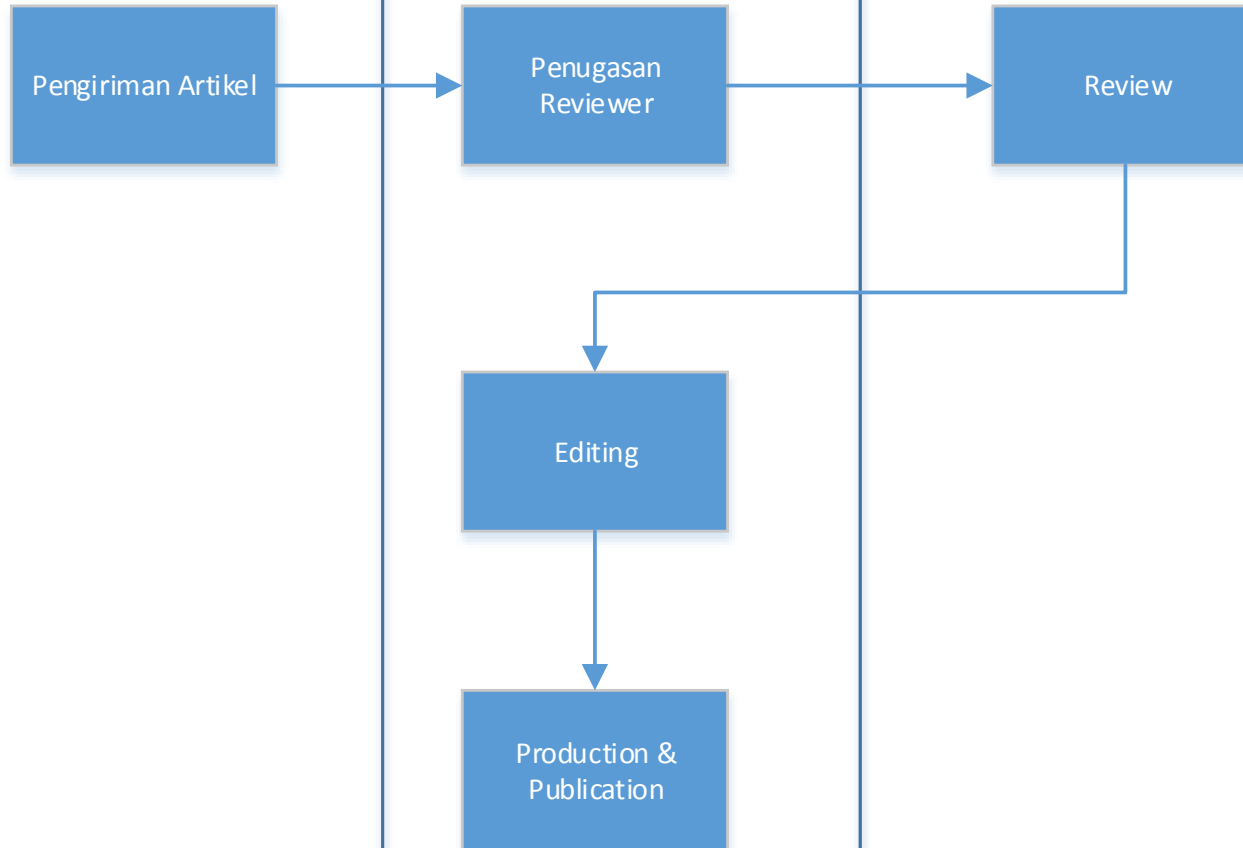 Pengiriman Artikel
Penugasan
Reviewer
Review
Editing
Production &
Publication